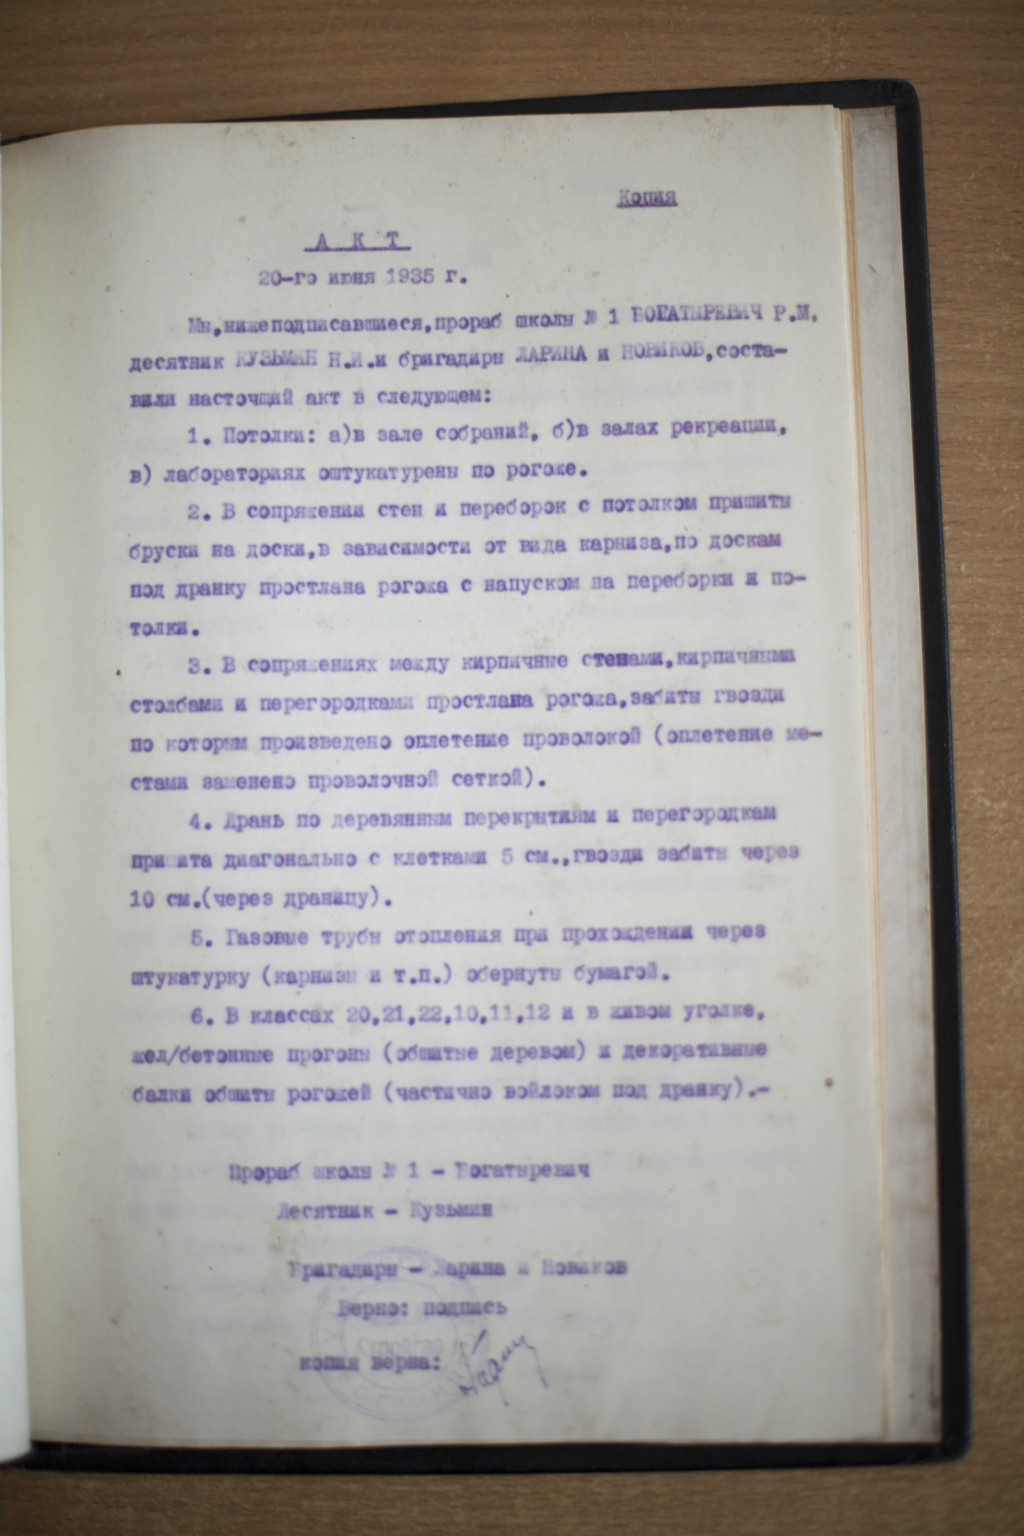 Копия
А К Т
20-го июня 1935 г.
Мы,нижеподписавшиеся,прораб школы № 1 БОГАТЫРЕВИЧ Р.М.
десятник КУЗЬМИН Н.И.и бригадиры ЛАРИНА и НОВИКОВ,соста-
вили насточщий акт в следующем:
1. Потолки: а)в зале собраний, б)в залах рекреации,
в) лабораториях оштукатурены по рогоже.
2. В сопряжении стен и переборок с потолком пришиты
бруски на доски,в зависимости от вида карниза,по доскам
под дранку простлана рогожа с напуском на переборки и по-
толки.
3. В сопряжениях между кирпичные стенами,кирпичными
столбами и перегородками простлана рогожа,забиты гвозди
по которым произведено оплетение проволокой (оплетение ме-
стами заменено проволочной сеткой).
4. Дрань по деревянным перекрытиям и перегородкам
пришита диагонально с клетками 5 см.,гвозди забиты через
10 см.(через драницу).
5. Газовые трубы отопления при прохождении через
штукатурку (карнизы и т.п.) обернуты бумагой.
6. В классах 20,21,22,10,11,12 и в живом уголке,
жел/бетонные прогоны (обшитые деревом) и декоративные
балки обшиты рогожей (частично войлоком под дранку).-
Прораб школы № 1 - Богатыревич
Десятник - Кузьмин
Бригадиры - Ларина и Новиков
Верно: подпись
копия верна: